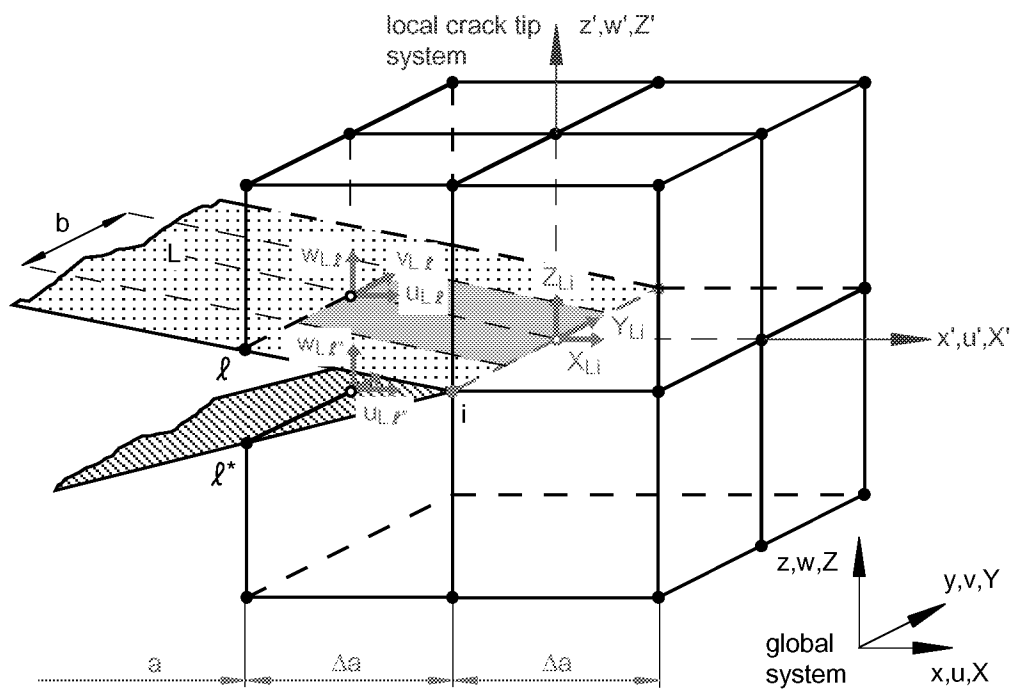 local crack tip
system
z',w',Z'
b
L
w_Lℓ
v_Lℓ
u_Lℓ
Z_Li
Y_Li
X_Li
x',u',X'
w_Lℓ*
u_Lℓ*
ℓ
i
ℓ*
z,w,Z
y,v,Y
global
system
x,u,X
a
Δa
Δa